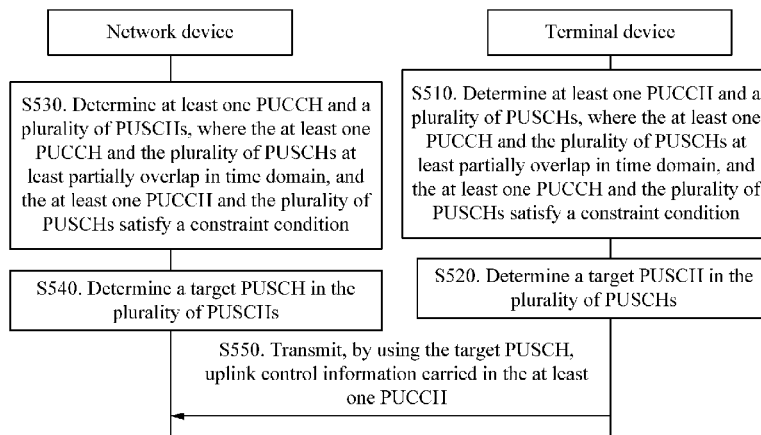 Network device
Terminal device
S530. Determine at least one PUCCH and a
plurality of PUSCHs, where the at least one
PUCCH and the plurality of PUSCHs at
least partially overlap in time domain, and
the at least one PUCCH and the plurality of
PUSCHs satisfy a constraint condition
S510. Determine at least one PUCCH and a
plurality of PUSCHs, where the at least one
PUCCH and the plurality of PUSCHs at
least partially overlap in time domain, and
the at least one PUCCH and the plurality of
PUSCHs satisfy a constraint condition
S540. Determine a target PUSCH in the
plurality of PUSCHs
S520. Determine a target PUSCH in the
plurality of PUSCHs
S550. Transmit, by using the target PUSCH,
uplink control information carried in the at least
one PUCCH